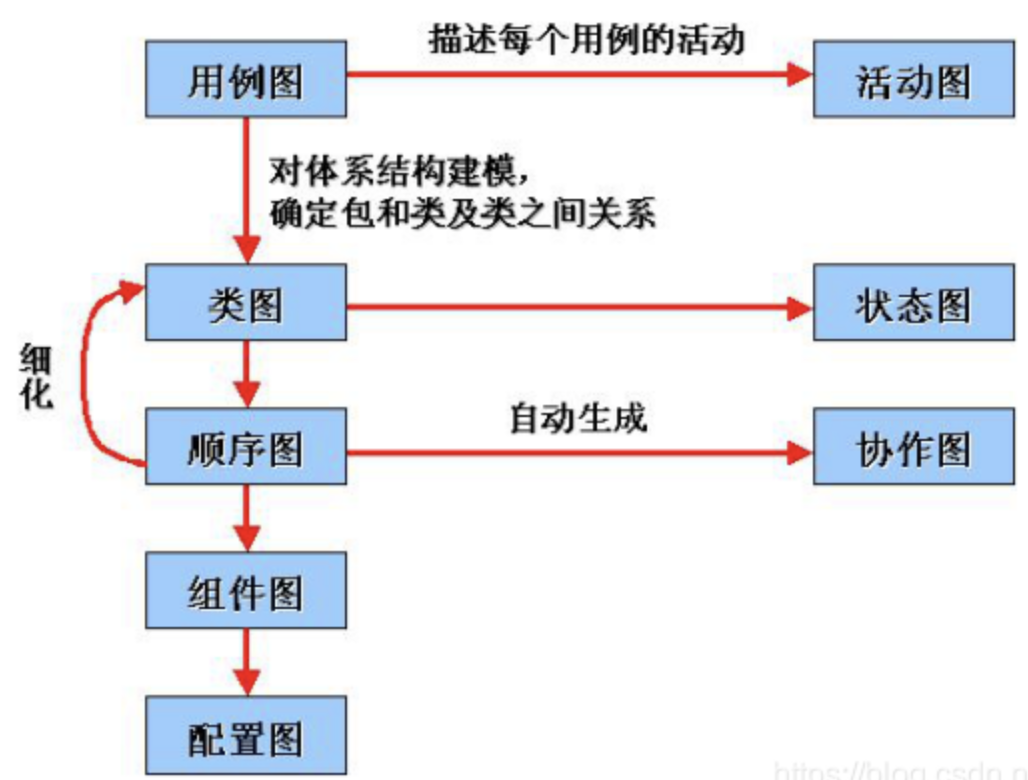 描述每个用例的活动
用例图
活动图
对体系结构建模，
确定包和类及类之间关系
类图
状态图
细
化
自动生成
顺序图
协作图
组件图
配置图
https://blog.csdn.n